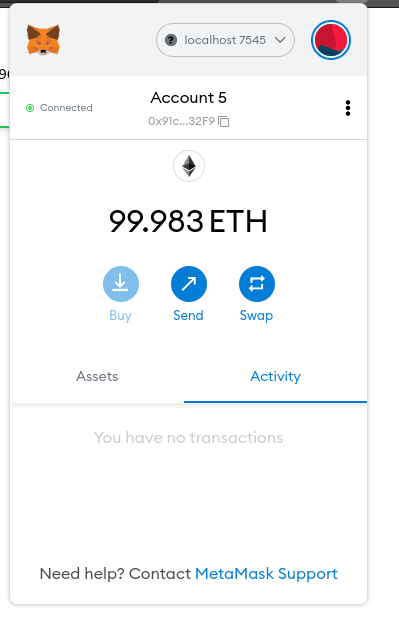 localhost 7545
9
Connected
Account 5
0x91c...32F9
99.983 ETH
Buy
Send
Swap
Assets
Activity
You have no transactions
Need help? Contact MetaMask Support